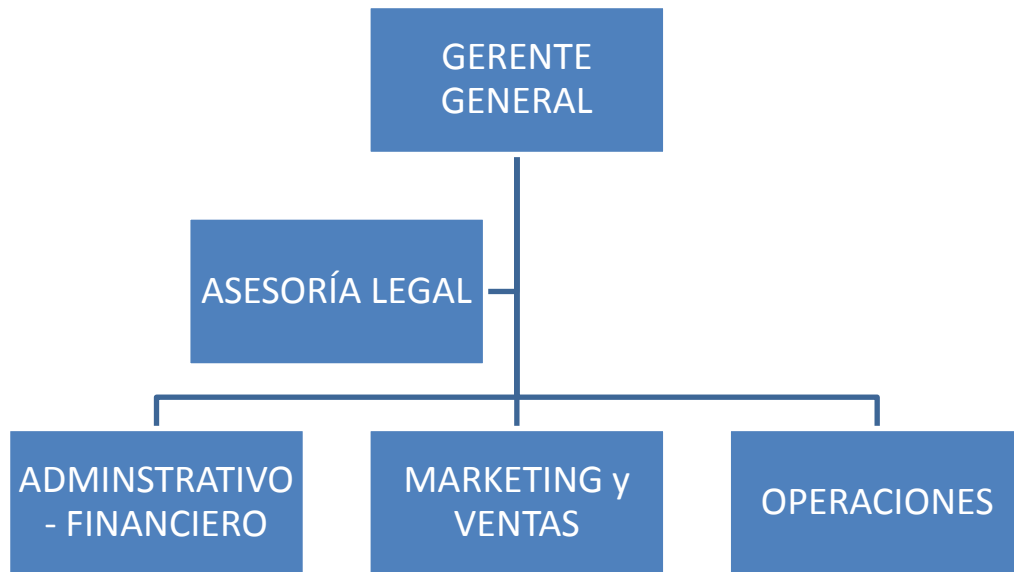 GERENTE
GENERAL
ASESORÍA LEGAL
ADMINSTRATIVO
- FINANCIERO
MARKETING y
VENTAS
OPERACIONES